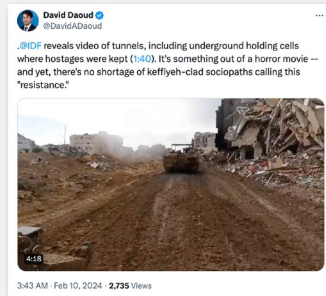 David Daoud
@DavidADaoud
.@IDF reveals video of tunnels, including underground holding cells
where hostages were kept (1:40). It's something out of a horror movie --
and yet, there's no shortage of keffiyeh-clad sociopaths calling this
"resistance."
4:18
3:43 AM · Feb 10, 2024 · 2,735 Views